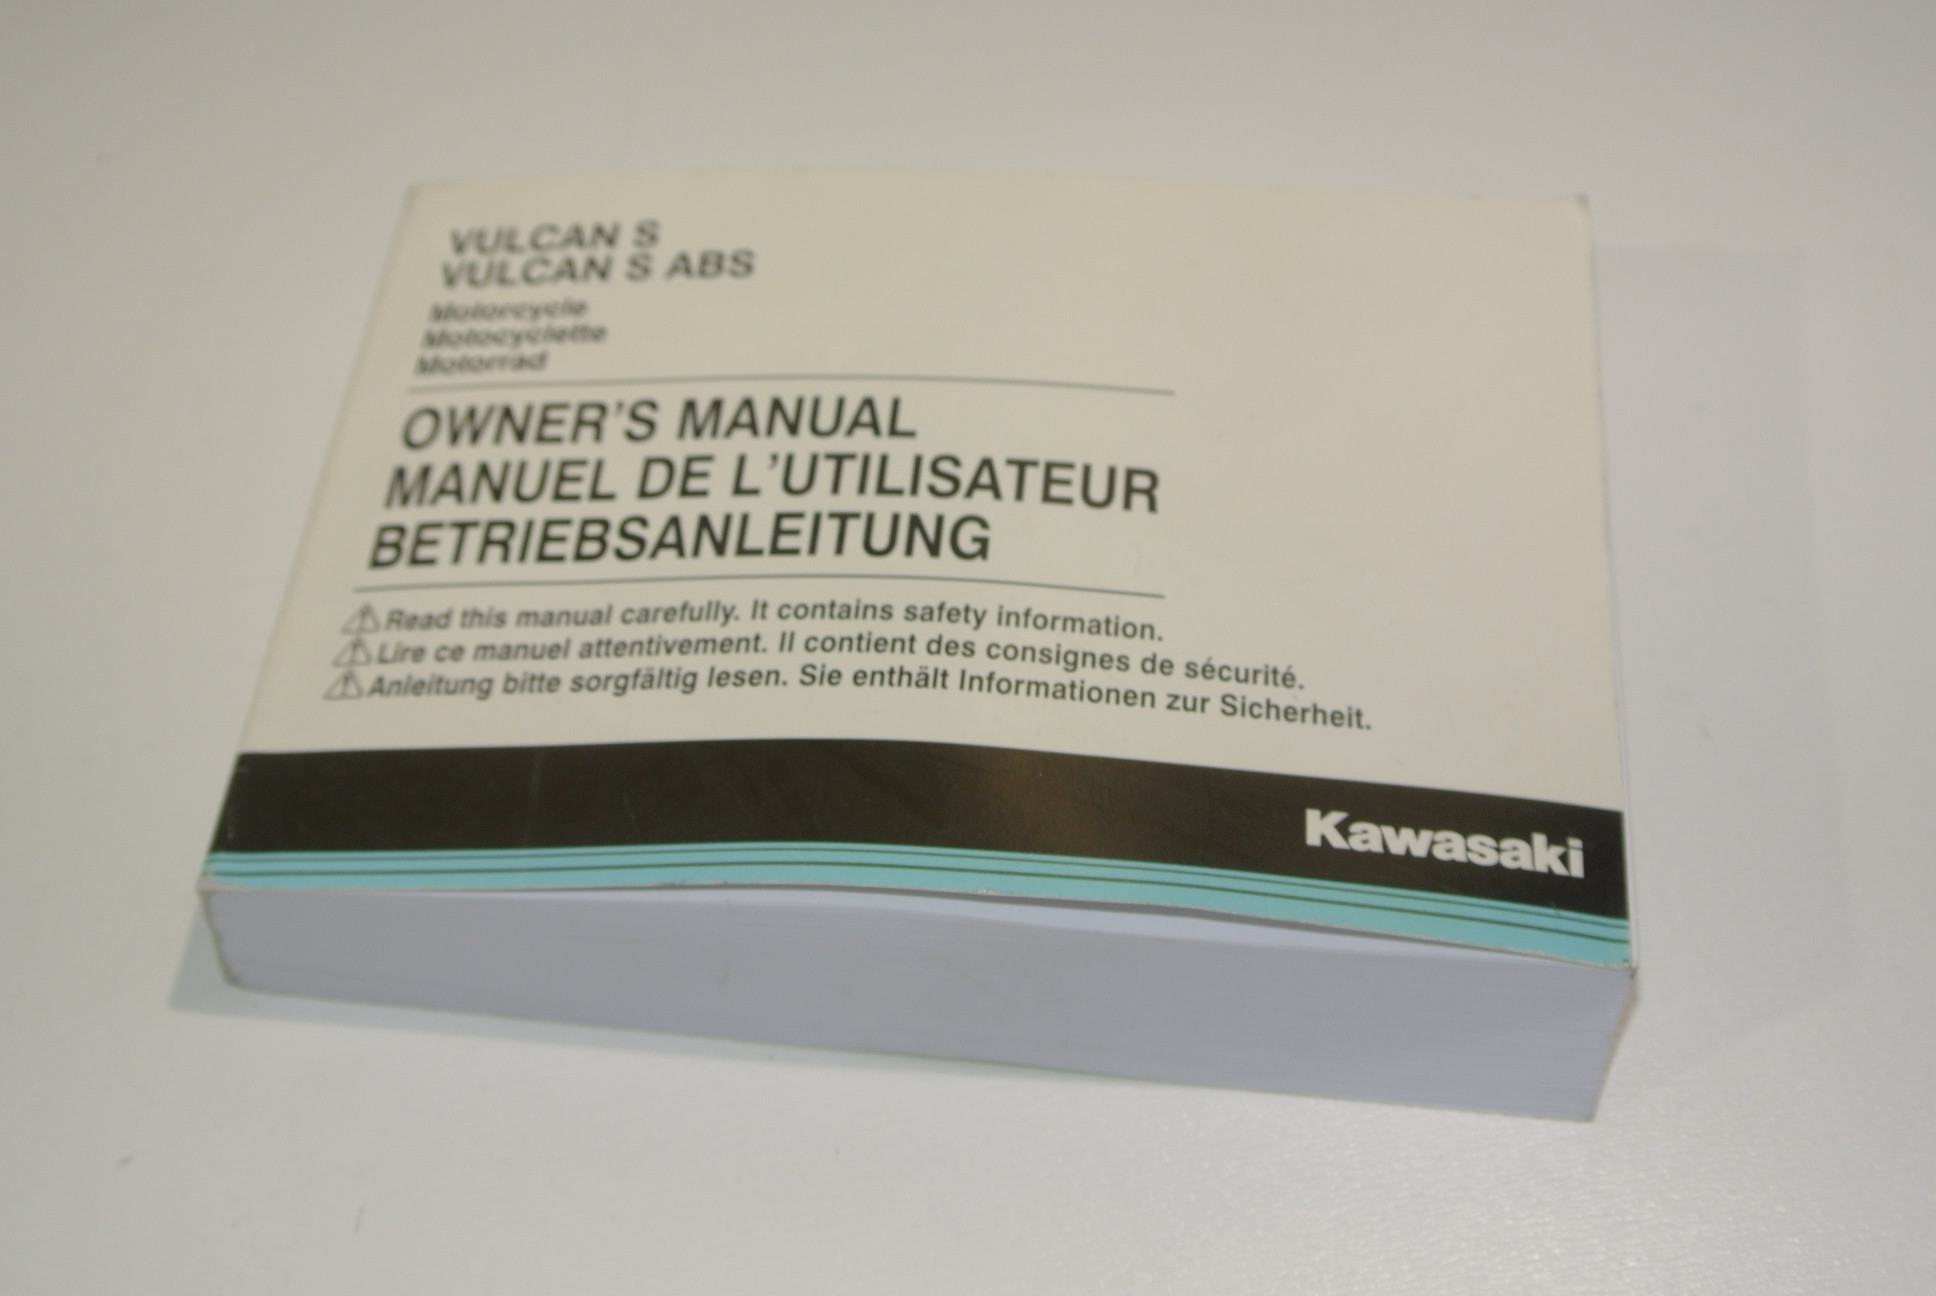 VULCAN S
VULCAN S ABS
Motorcycle
Motocyclette
Motorrad
OWNER'S MANUAL
MANUEL DE L'UTILISATEUR
BETRIEBSANLEITUNG
Read this manual carefully. It contains safety information.
Lire ce manuel attentivement. Il contient des consignes de sécurité.
Anleitung bitte sorgfältig lesen. Sie enthält Informationen zur Sicherheit.
Kawasaki